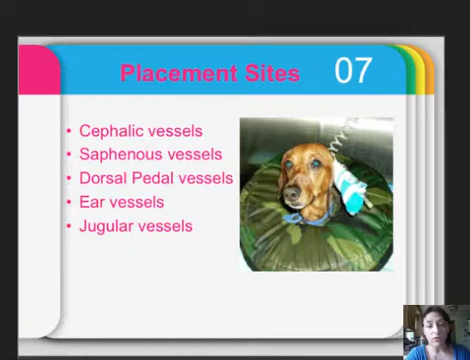 Placement Sites 07
• Cephalic vessels
• Saphenous vessels
• Dorsal Pedal vessels
• Ear vessels
• Jugular vessels